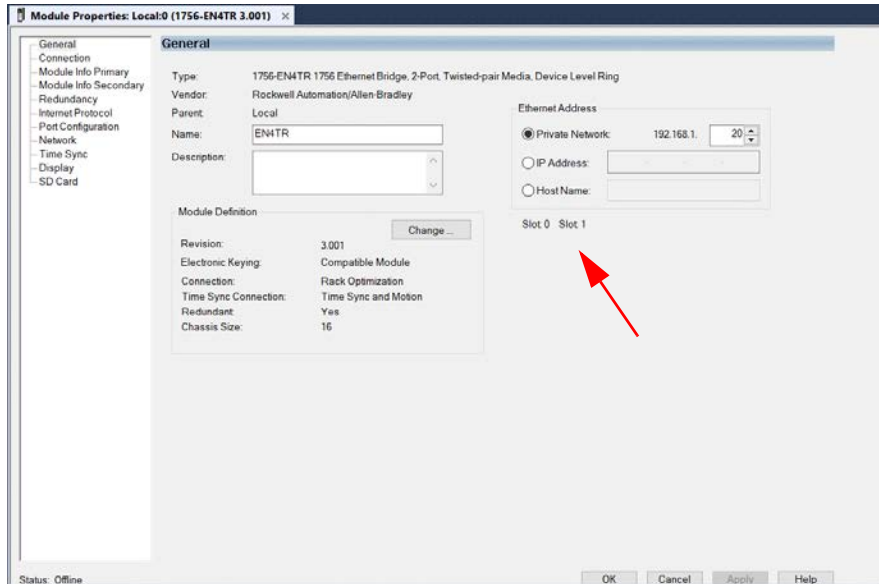 Module Properties: Local:0 (1756-EN4TR 3.001) ×
General
Connection
Module Info Primary
Module Info Secondary
Redundancy
Internet Protocol
Port Configuration
Network
Time Sync
Display
SD Card
General
Type: 1756-EN4TR 1756 Ethernet Bridge, 2-Port, Twisted-pair Media, Device Level Ring
Vendor: Rockwell Automation/Allen-Bradley
Parent: Local
Name: EN4TR
Description:
Ethernet Address
Private Network: 192.168.1. 20
IP Address:
Host Name:
Slot 0 Slot 1
Module Definition
Change ...
Revision: 3.001
Electronic Keying: Compatible Module
Connection: Rack Optimization
Time Sync Connection: Time Sync and Motion
Redundant: Yes
Chassis Size: 16
Status: Offline
OK Cancel Apply Help